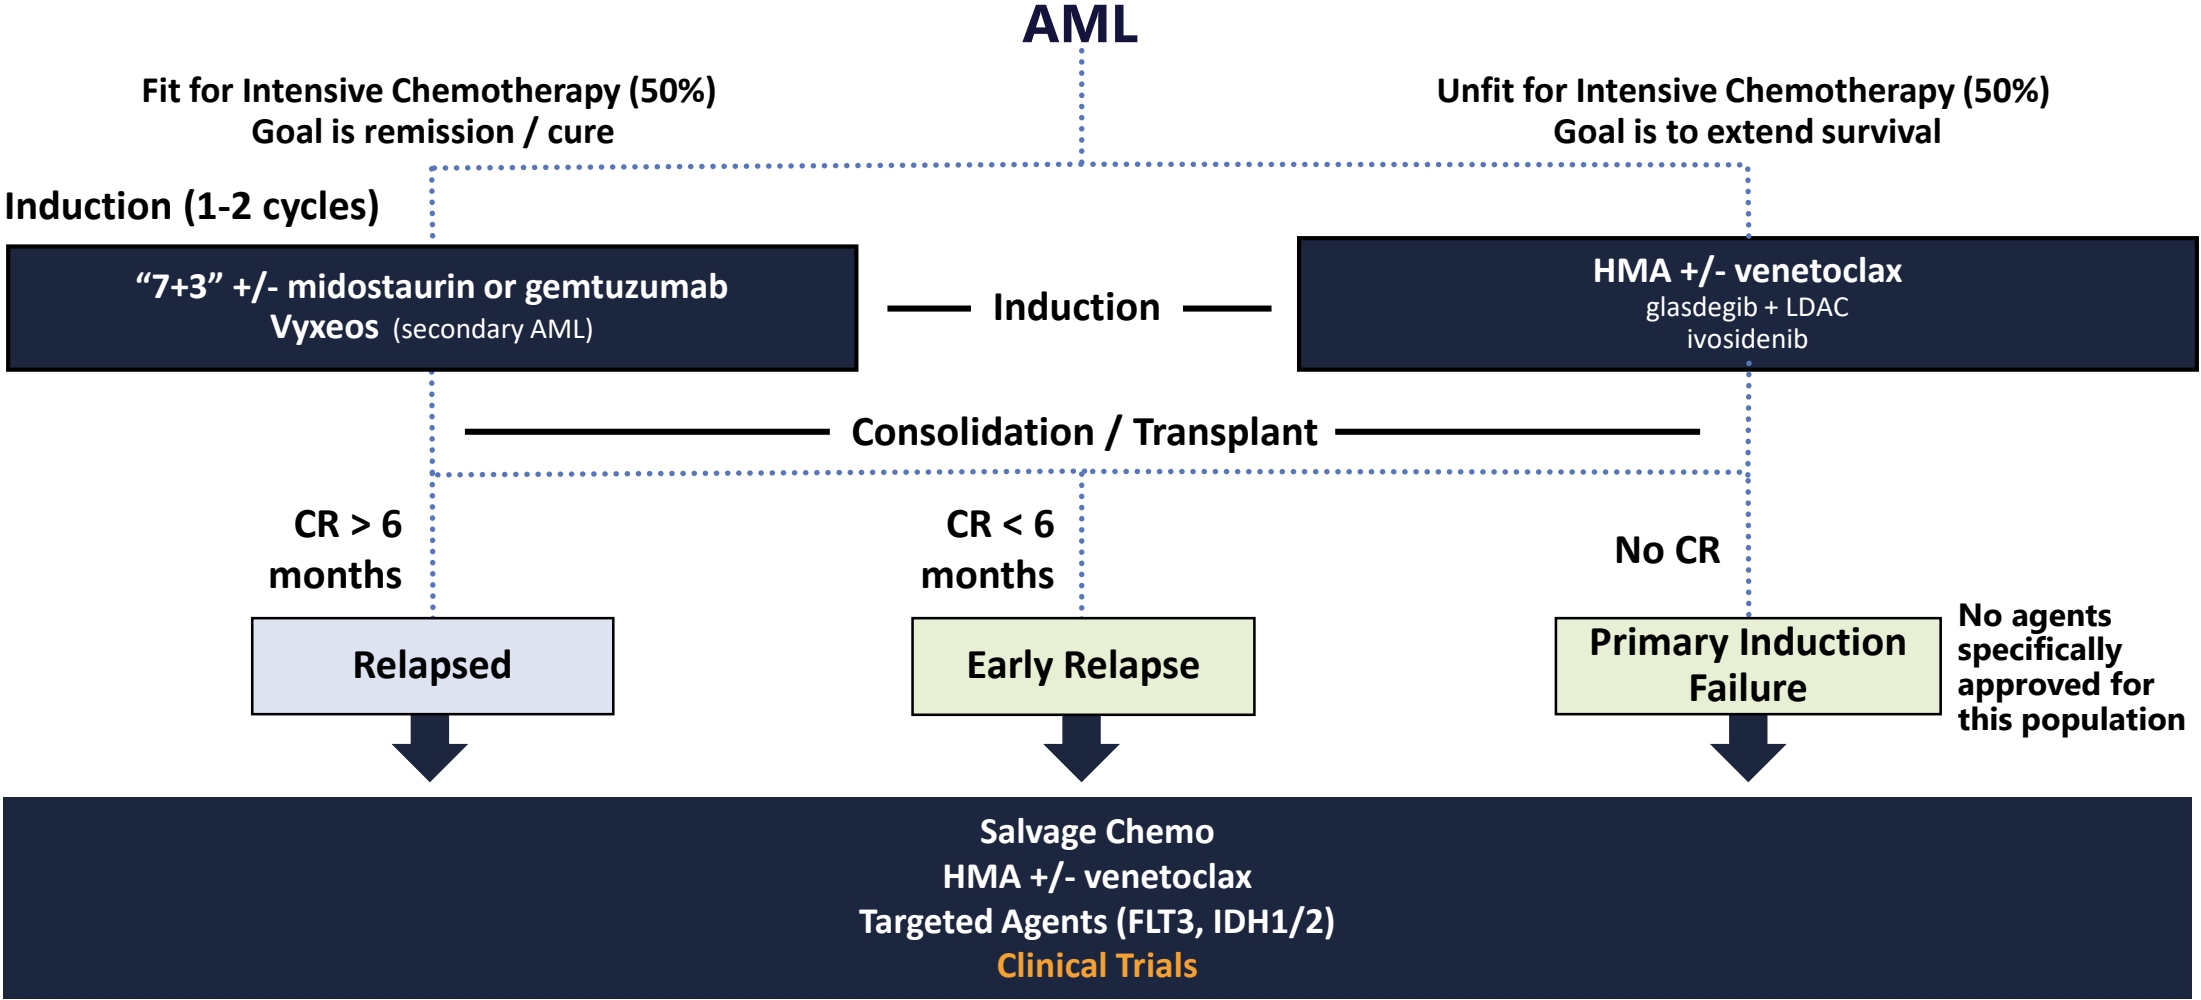 AML
Fit for Intensive Chemotherapy (50%)
Goal is remission / cure
Unfit for Intensive Chemotherapy (50%)
Goal is to extend survival
Induction (1-2 cycles)
“7+3” +/- midostaurin or gemtuzumab
Vyxeos (secondary AML)
Induction
HMA +/- venetoclax
glasdegib + LDAC
ivosidenib
Consolidation / Transplant
CR > 6
months
CR < 6
months
No CR
Relapsed
Early Relapse
Primary Induction
Failure
No agents
specifically
approved for
this population
Salvage Chemo
HMA +/- venetoclax
Targeted Agents (FLT3, IDH1/2)
Clinical Trials